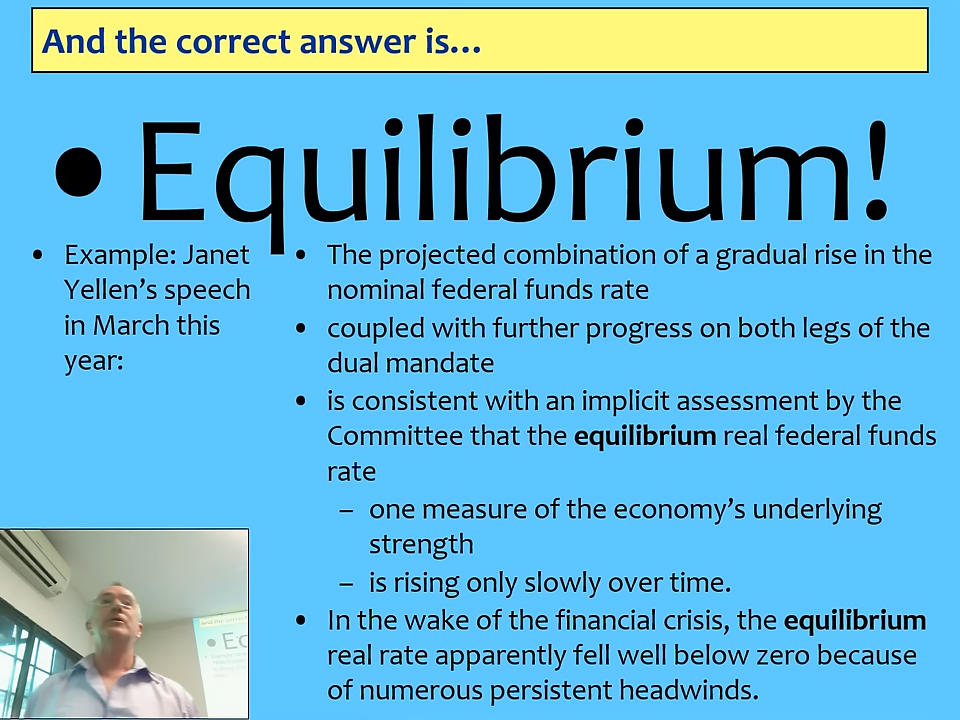 And the correct answer is…
• Equilibrium!
• Example: Janet
Yellen’s speech
in March this
year:
• The projected combination of a gradual rise in the
nominal federal funds rate
• coupled with further progress on both legs of the
dual mandate
• is consistent with an implicit assessment by the
Committee that the equilibrium real federal funds
rate
– one measure of the economy’s underlying
strength
– is rising only slowly over time.
• In the wake of the financial crisis, the equilibrium
real rate apparently fell well below zero because
of numerous persistent headwinds.